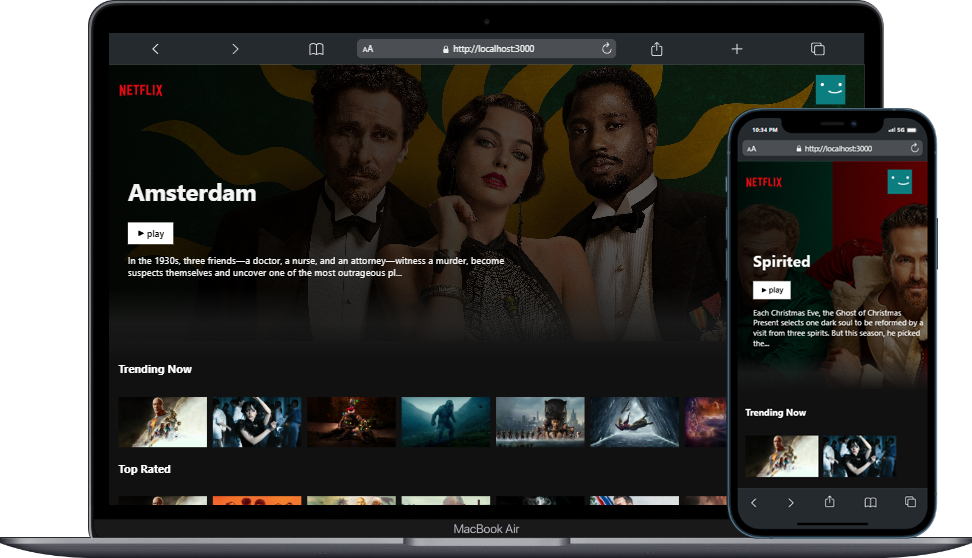 AA http://localhost:3000
NETFLIX
Amsterdam
play
In the 1930s, three friends—a doctor, a nurse, and an attorney—witness a murder, become
suspects themselves and uncover one of the most outrageous pl...
Trending Now
Top Rated
MacBook Air
10:34 PM 5G
AA http://localhost:3000
NETFLIX
Spirited
play
Each Christmas Eve, the Ghost of Christmas
Present selects one dark soul to be reformed by a
visit from three spirits. But this season, he picked
the...
Trending Now